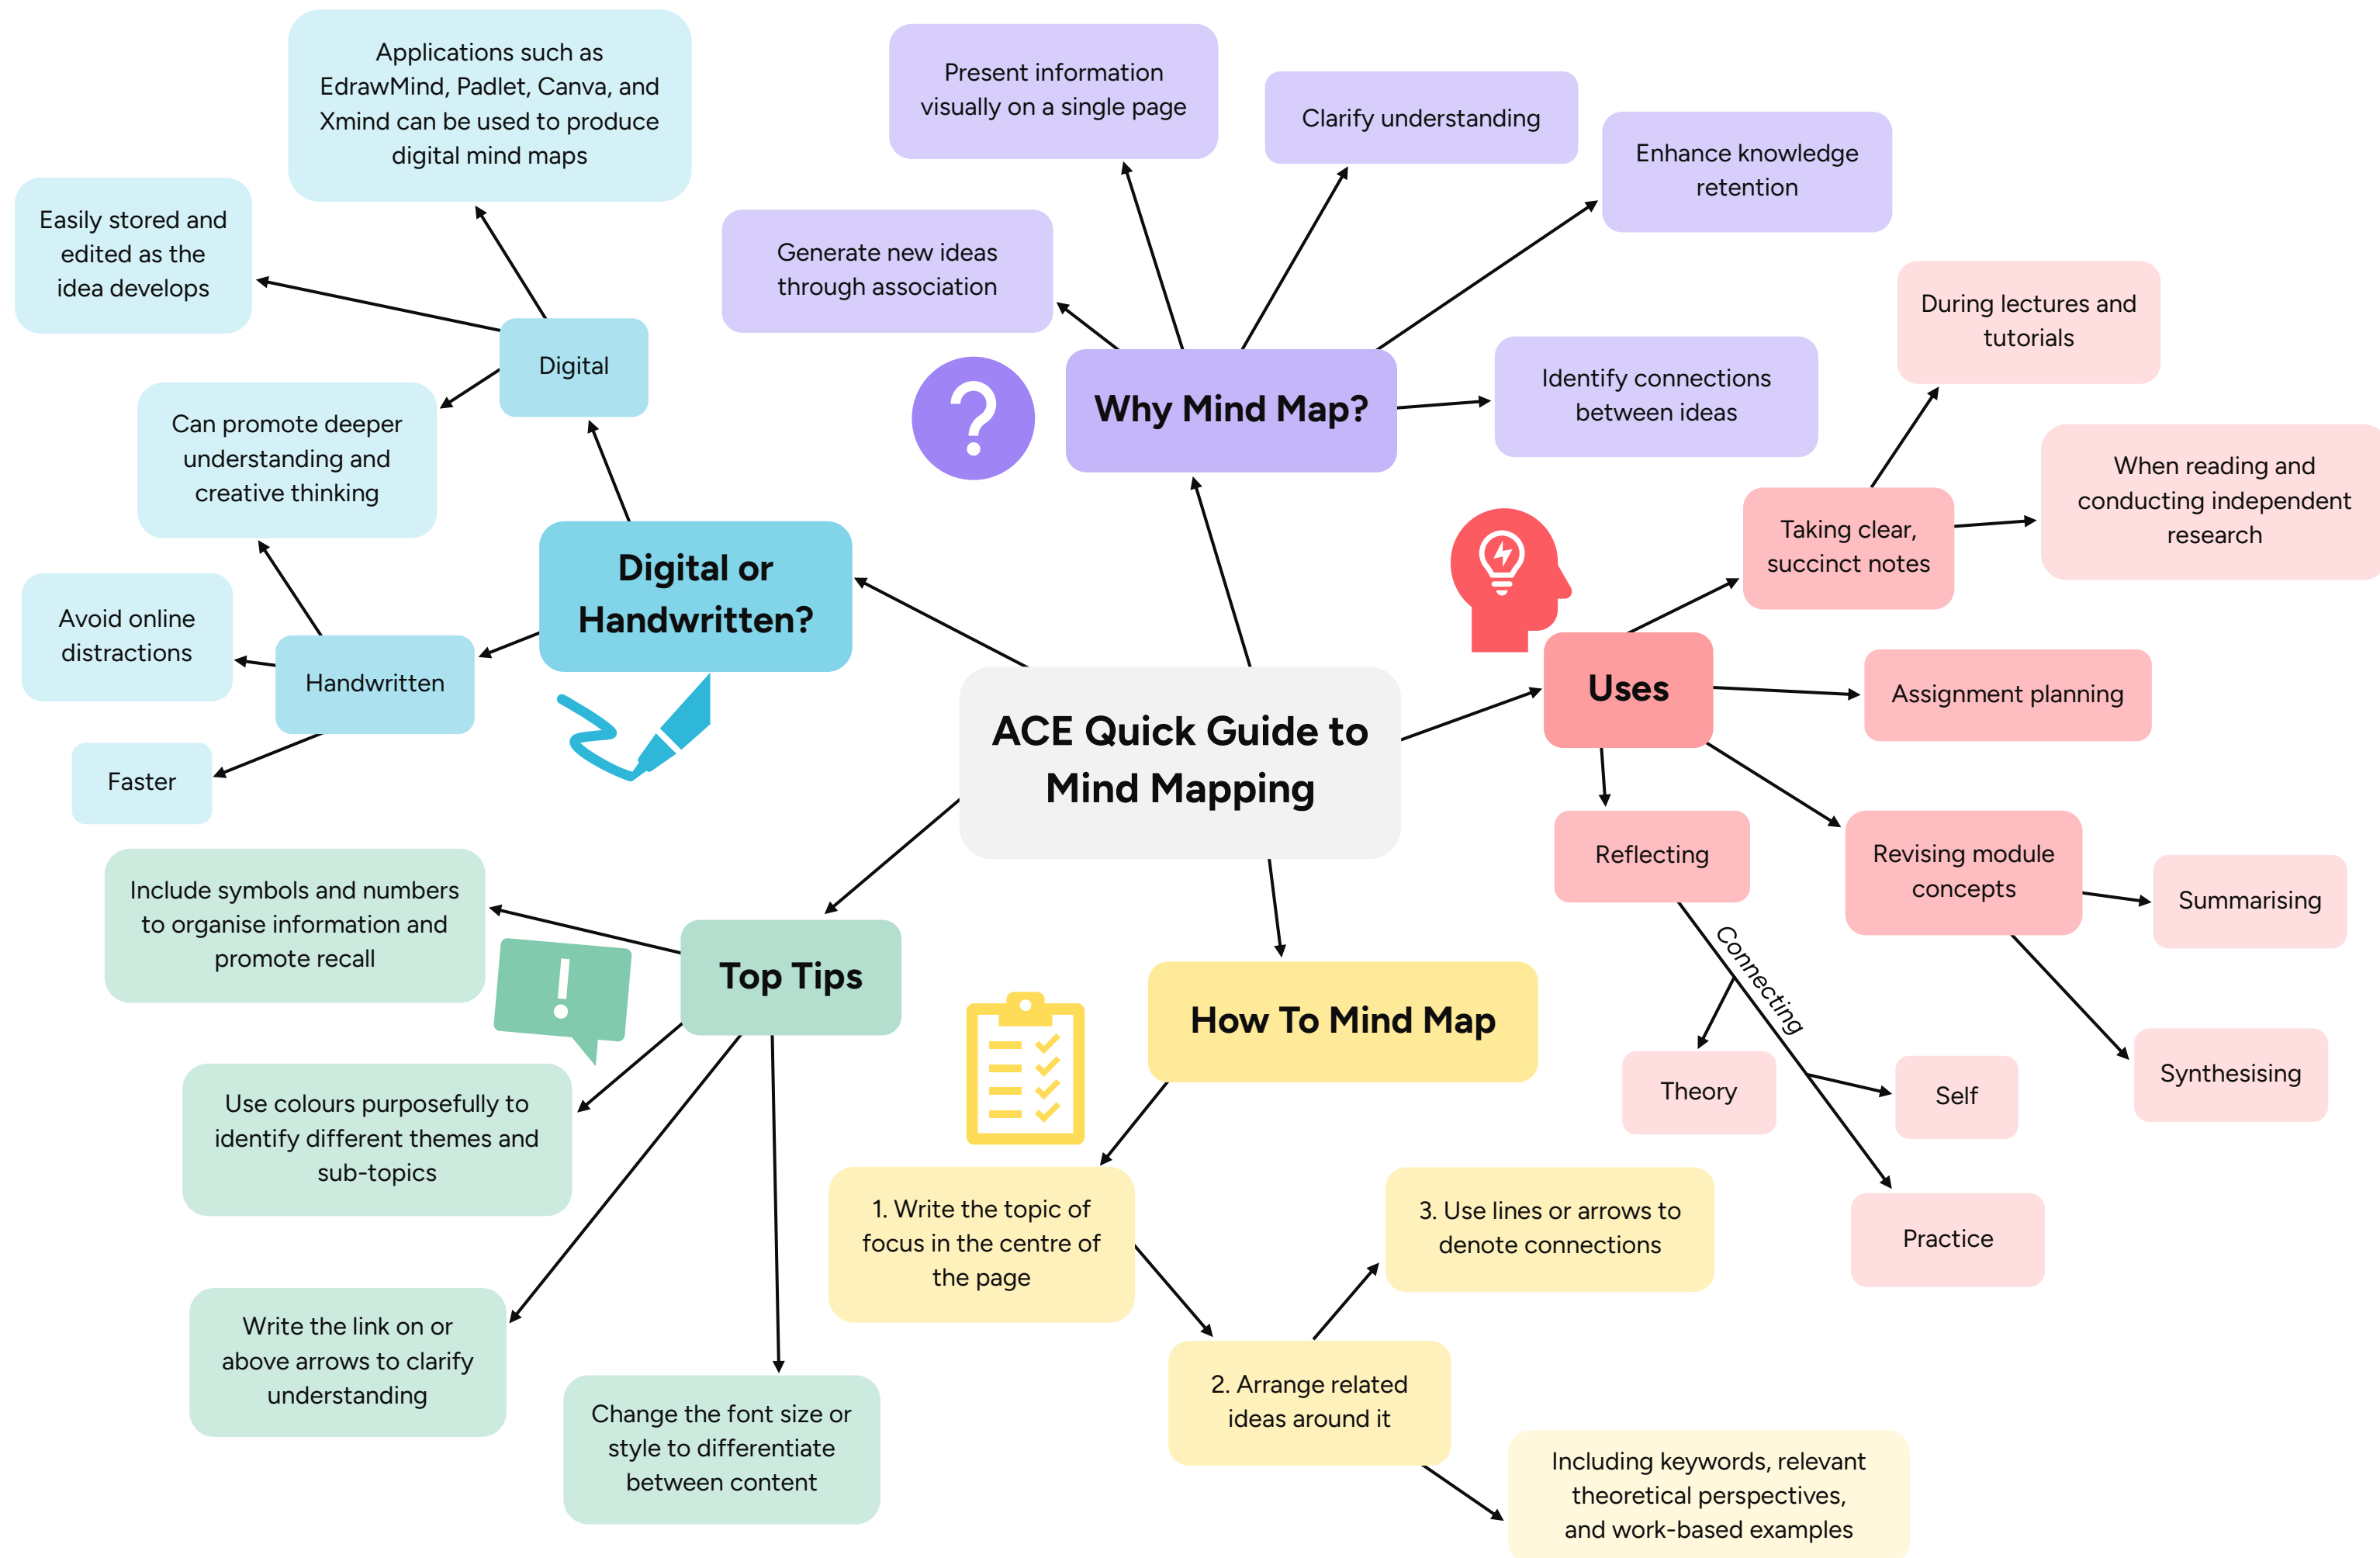 ACE Quick Guide to
Mind Mapping
Why Mind Map?
Generate new ideas
through association
Present information
visually on a single page
Clarify understanding
Enhance knowledge
retention
Identify connections
between ideas
Uses
Taking clear,
succinct notes
During lectures and
tutorials
When reading and
conducting independent
research
Assignment planning
Revising module
concepts
Summarising
Synthesising
Reflecting
Connecting
Theory
Self
Practice
How To Mind Map
1. Write the topic of
focus in the centre of
the page
2. Arrange related
ideas around it
Including keywords, relevant
theoretical perspectives,
and work-based examples
3. Use lines or arrows to
denote connections
Top Tips
Include symbols and numbers
to organise information and
promote recall
Use colours purposefully to
identify different themes and
sub-topics
Write the link on or
above arrows to clarify
understanding
Change the font size or
style to differentiate
between content
Digital or
Handwritten?
Digital
Applications such as
EdrawMind, Padlet, Canva, and
Xmind can be used to produce
digital mind maps
Easily stored and
edited as the
idea develops
Can promote deeper
understanding and
creative thinking
Handwritten
Avoid online
distractions
Faster